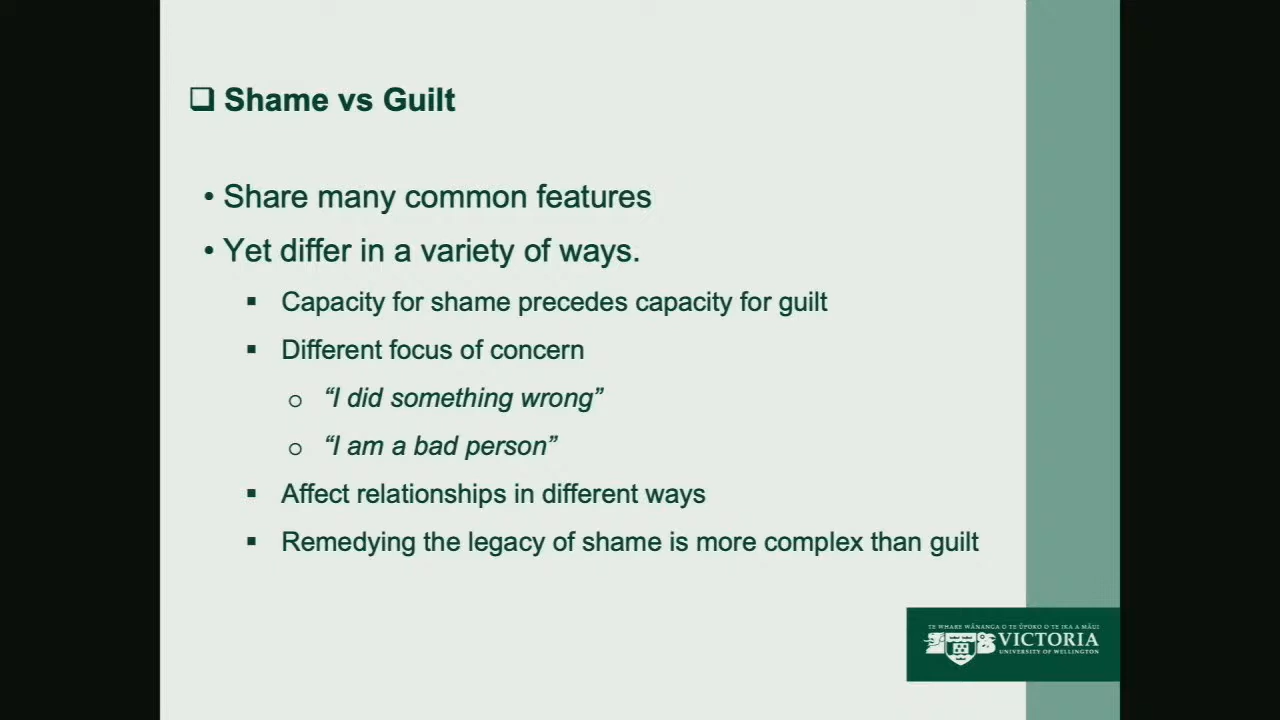 Shame vs Guilt
• Share many common features
• Yet differ in a variety of ways.
▪ Capacity for shame precedes capacity for guilt
▪ Different focus of concern
o “I did something wrong”
o “I am a bad person”
▪ Affect relationships in different ways
▪ Remedying the legacy of shame is more complex than guilt
TE WHARE WĀNANGA O TE ŪPOKO O TE IKA A MĀUI
VICTORIA
UNIVERSITY OF WELLINGTON